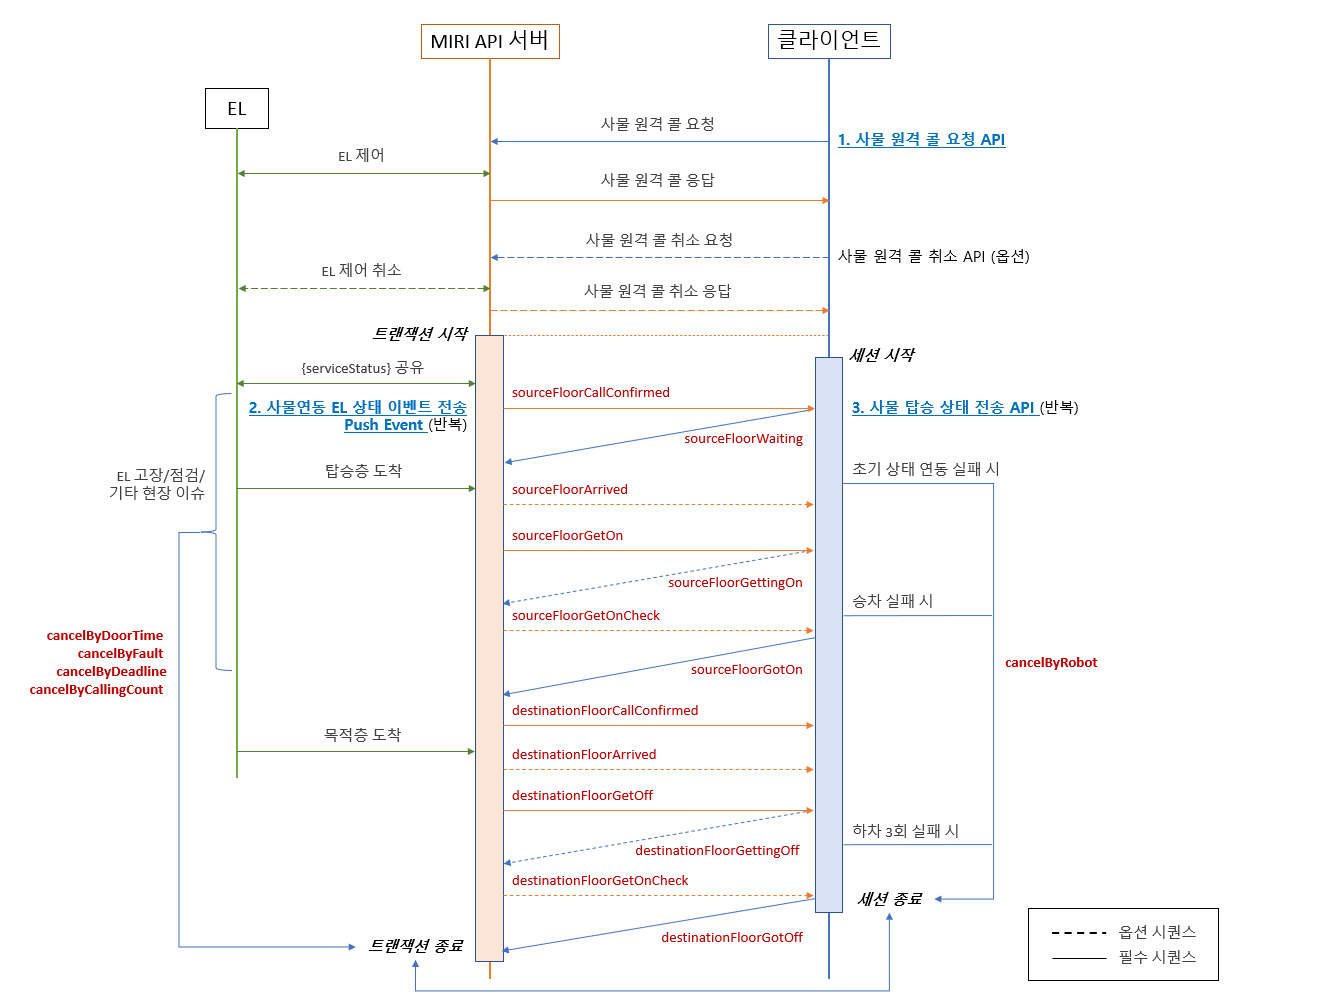 MIRI API 서버
클라이언트
EL
사물 원격 콜 요청
1. 사물 원격 콜 요청 API
EL 제어
사물 원격 콜 응답
사물 원격 콜 취소 요청
사물 원격 콜 취소 API (옵션)
EL 제어 취소
사물 원격 콜 취소 응답
트랜잭션 시작
세션 시작
{serviceStatus} 공유
sourceFloorCallConfirmed
2. 사물연동 EL 상태 이벤트 전송
Push Event (반복)
3. 사물 탑승 상태 전송 API (반복)
sourceFloorWaiting
EL 고장/점검/
기타 현장 이슈
탑승층 도착
초기 상태 연동 실패 시
sourceFloorArrived
sourceFloorGetOn
sourceFloorGettingOn
승차 실패 시
sourceFloorGetOnCheck
cancelByDoorTime
cancelByFault
cancelByDeadline
cancelByCallingCount
cancelByRobot
sourceFloorGotOn
destinationFloorCallConfirmed
목적층 도착
destinationFloorArrived
destinationFloorGetOff
하차 3회 실패 시
destinationFloorGettingOff
destinationFloorGetOnCheck
세션 종료
destinationFloorGotOff
트랜잭션 종료
옵션 시퀀스
필수 시퀀스